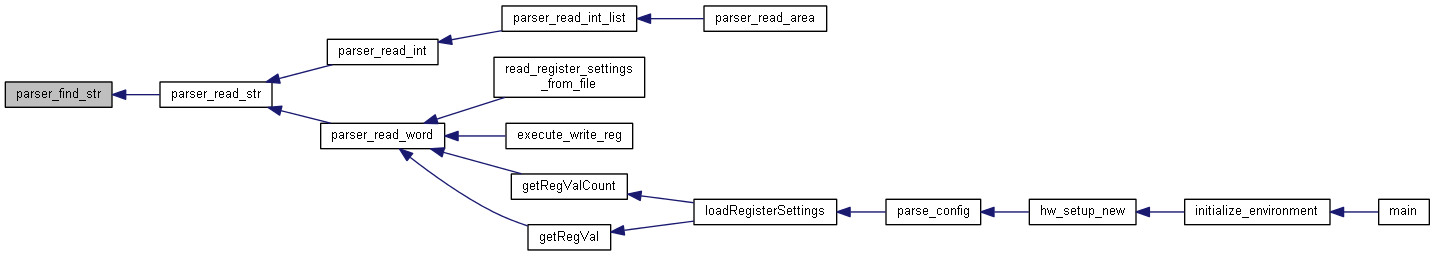 parser_find_str
parser_read_str
parser_read_int
parser_read_int_list
parser_read_area
parser_read_word
read_register_settings
_from_file
execute_write_reg
getRegValCount
getRegVal
loadRegisterSettings
parse_config
hw_setup_new
initialize_environment
main